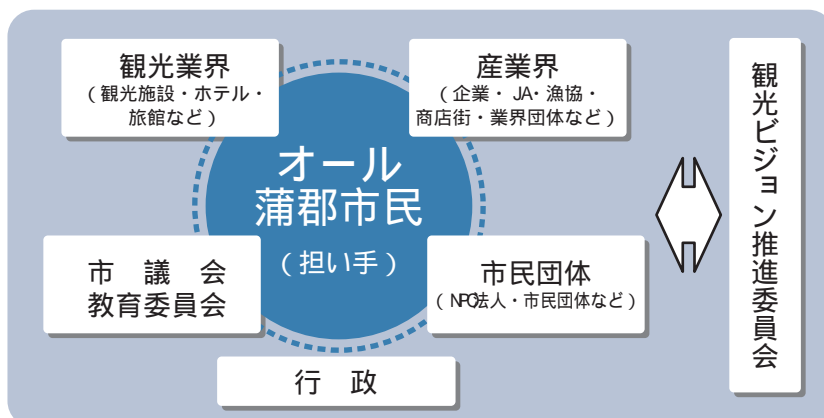 観光業界
（観光施設・ホテル・
旅館など）
産業界
（企業・JA・漁協・
商店街・業界団体など）
オール
蒲郡市民
（担い手）
市　議　会
教育委員会
市民団体
（NPO法人・市民団体など）
行　政
観光ビジョン推進委員会